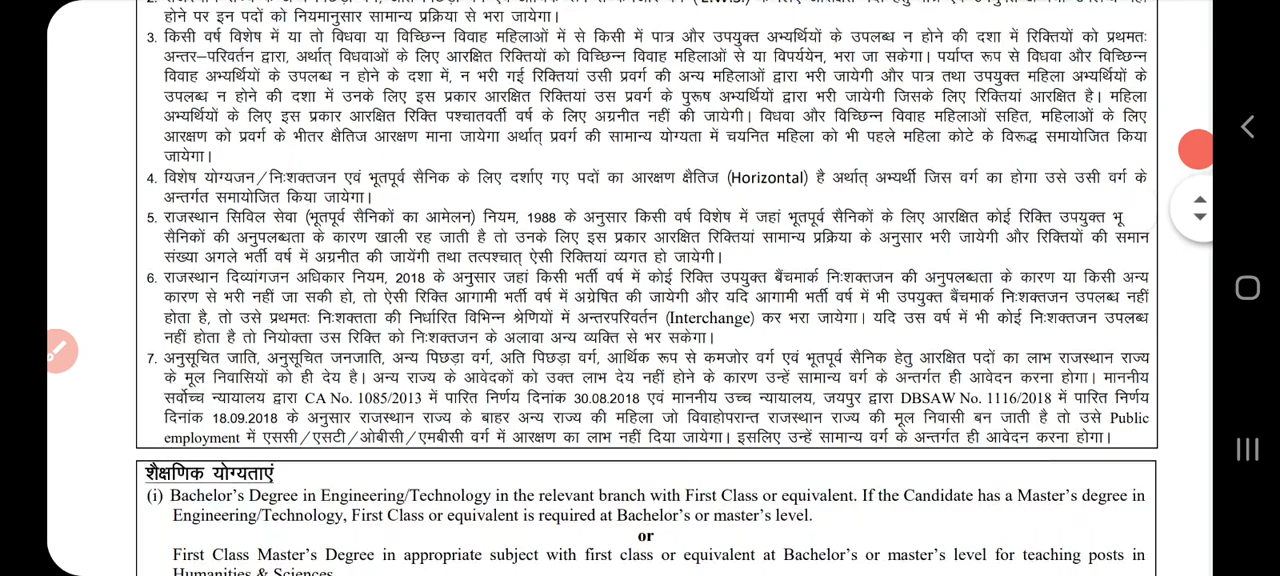 होने पर इन पदों को नियमानुसार सामान्य प्रक्रिया से भरा जायेगा।
3. किसी वर्ष विशेष में या तो विधवा या विच्छिन्न विवाह महिलाओं में से किसी में पात्र और उपयुक्त अभ्यर्थियों के उपलब्ध न होने की दशा में रिक्तियों को प्रथमतः
अन्तर–परिवर्तन द्वारा, अर्थात् विधवाओं के लिए आरक्षित रिक्तियों को विच्छिन्न विवाह महिलाओं से या विपर्ययेन, भरा जा सकेगा। पर्याप्त रूप से विधवा और विच्छिन्न
विवाह अभ्यर्थियों के उपलब्ध न होने के दशा में, न भरी गई रिक्तियां उसी प्रवर्ग की अन्य महिलाओं द्वारा भरी जायेगी और पात्र तथा उपयुक्त महिला अभ्यर्थियों के
उपलब्ध न होने की दशा में उनके लिए इस प्रकार आरक्षित रिक्तियां उस प्रवर्ग के पुरूष अभ्यर्थियों द्वारा भरी जायेगी जिसके लिए रिक्तियां आरक्षित है। महिला
अभ्यर्थियों के लिए इस प्रकार आरक्षित रिक्ति पश्चातवर्ती वर्ष के लिए अग्रनीत नहीं की जायेगी। विधवा और विच्छिन्न विवाह महिलाओं सहित, महिलाओं के लिए
आरक्षण को प्रवर्ग के भीतर क्षैतिज आरक्षण माना जायेगा अर्थात् प्रवर्ग की सामान्य योग्यता में चयनित महिला को भी पहले महिला कोटे के विरूद्ध समायोजित किया
जायेगा।
4. विशेष योग्यजन/निःशक्तजन एवं भूतपूर्व सैनिक के लिए दर्शाए गए पदों का आरक्षण क्षैतिज (Horizontal) है अर्थात् अभ्यर्थी जिस वर्ग का होगा उसे उसी वर्ग के
अन्तर्गत समायोजित किया जायेगा।
5. राजस्थान सिविल सेवा (भूतपूर्व सैनिकों का आमेलन) नियम, 1988 के अनुसार किसी वर्ष विशेष में जहां भूतपूर्व सैनिकों के लिए आरक्षित कोई रिक्ति उपयुक्त भू
सैनिकों की अनुपलब्धता के कारण खाली रह जाती है तो उनके लिए इस प्रकार आरक्षित रिक्तियां सामान्य प्रक्रिया के अनुसार भरी जायेगी और रिक्तियों की समान
संख्या अगले भर्ती वर्ष में अग्रनीत की जायेंगी तथा तत्पश्चात् ऐसी रिक्तियां व्यगत हो जायेगी।
6. राजस्थान दिव्यांगजन अधिकार नियम, 2018 के अनुसार जहां किसी भर्ती वर्ष में कोई रिक्ति उपयुक्त बैंचमार्क निःशक्तजन की अनुपलब्धता के कारण या किसी अन्य
कारण से भरी नहीं जा सकी हो, तो ऐसी रिक्ति आगामी भर्ती वर्ष में अग्रेषित की जायेगी और यदि आगामी भर्ती वर्ष में भी उपयुक्त बैंचमार्क निःशक्तजन उपलब्ध नहीं
होता है, तो उसे प्रथमतः निःशक्तता की निर्धारित विभिन्न श्रेणियों में अन्तरपरिवर्तन (Interchange) कर भरा जायेगा। यदि उस वर्ष में भी कोई निःशक्तजन उपलब्ध
नहीं होता है तो नियोक्ता उस रिक्ति को निःशक्तजन के अलावा अन्य व्यक्ति से भर सकेगा।
7. अनुसूचित जाति, अनुसूचित जनजाति, अन्य पिछड़ा वर्ग, अति पिछड़ा वर्ग, आर्थिक रूप से कमजोर वर्ग एवं भूतपूर्व सैनिक हेतु आरक्षित पदों का लाभ राजस्थान राज्य
के मूल निवासियों को ही देय है। अन्य राज्य के आवेदकों को उक्त लाभ देय नहीं होने के कारण उन्हें सामान्य वर्ग के अन्तर्गत ही आवेदन करना होगा। माननीय
सर्वोच्च न्यायालय द्वारा CA No. 1085/2013 में पारित निर्णय दिनांक 30.08.2018 एवं माननीय उच्च न्यायालय, जयपुर द्वारा DBSAW No. 1116/2018 में पारित निर्णय
दिनांक 18.09.2018 के अनुसार राजस्थान राज्य के बाहर अन्य राज्य की महिला जो विवाहोपरान्त राजस्थान राज्य की मूल निवासी बन जाती है तो उसे Public
employment में एससी/एसटी/ओबीसी/एमबीसी वर्ग में आरक्षण का लाभ नहीं दिया जायेगा। इसलिए उन्हें सामान्य वर्ग के अन्तर्गत ही आवेदन करना होगा।
शैक्षणिक योग्यताएं
(i) Bachelor's Degree in Engineering/Technology in the relevant branch with First Class or equivalent. If the Candidate has a Master's degree in
Engineering/Technology, First Class or equivalent is required at Bachelor's or master's level.
or
First Class Master's Degree in appropriate subject with first class or equivalent at Bachelor's or master's level for teaching posts in
Humanities & Sciences